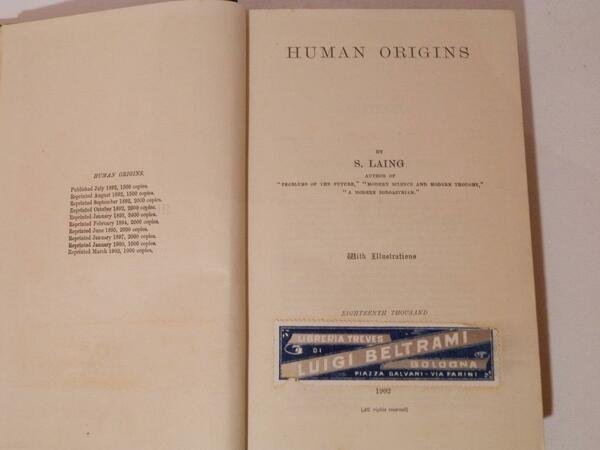 HUMAN ORIGINS.
Published July 1892, 1500 copies.
Reprinted August 1892, 1500 copies.
Reprinted September 1892, 2000 copies.
Reprinted October 1892, 2000 copies.
Reprinted January 1893, 3000 copies.
Reprinted February 1894, 2000 copies.
Reprinted June 1895, 2000 copies.
Reprinted January 1897, 2000 copies.
Reprinted January 1900, 1000 copies.
Reprinted March 1902, 1000 copies.
HUMAN ORIGINS
BY
S. LAING
AUTHOR OF
"PROBLEMS OF THE FUTURE," "MODERN SCIENCE AND MODERN THOUGHT,"
"A MODERN ZOROASTRIAN."
With Illustrations
EIGHTEENTH THOUSAND
LIBRERIA TREVES
DI
LUIGI BELTRAMI
BOLOGNA
PIAZZA GALVANI - VIA FARINI
1902
[All rights reserved]